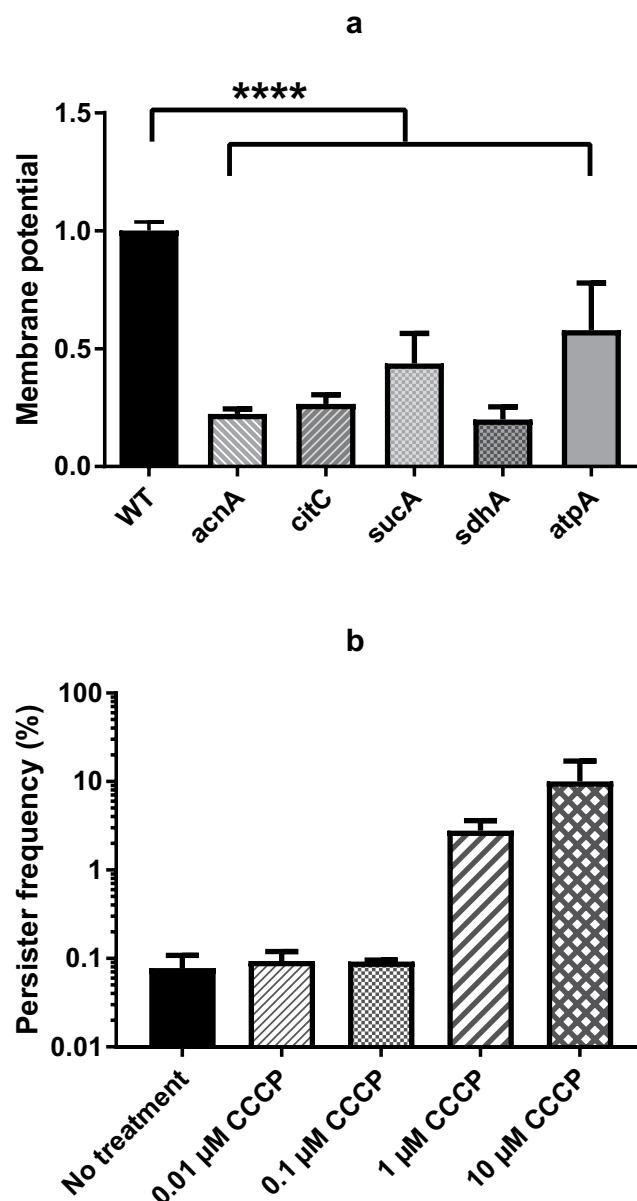 a
****
Membrane potential
1.5
1.0
0.5
0.0
WT
acnA
citC
sucA
sdhA
atpA
b
Persister frequency (%)
100
10
1
0.1
0.01
No treatment
0.01 µM CCCP
0.1 µM CCCP
1 µM CCCP
10 µM CCCP